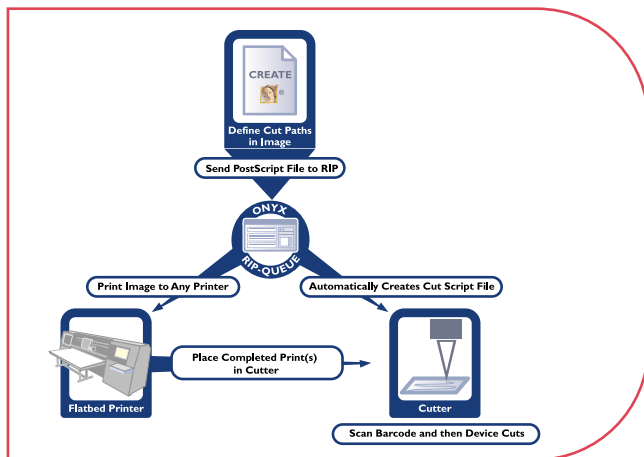 CREATE
Define Cut Paths
in Image
Send PostScript File to RIP
ONYX
RIP-QUEUE
Print Image to Any Printer
Automatically Creates Cut Script File
Place Completed Print(s)
in Cutter
Flatbed Printer
Cutter
Scan Barcode and then Device Cuts